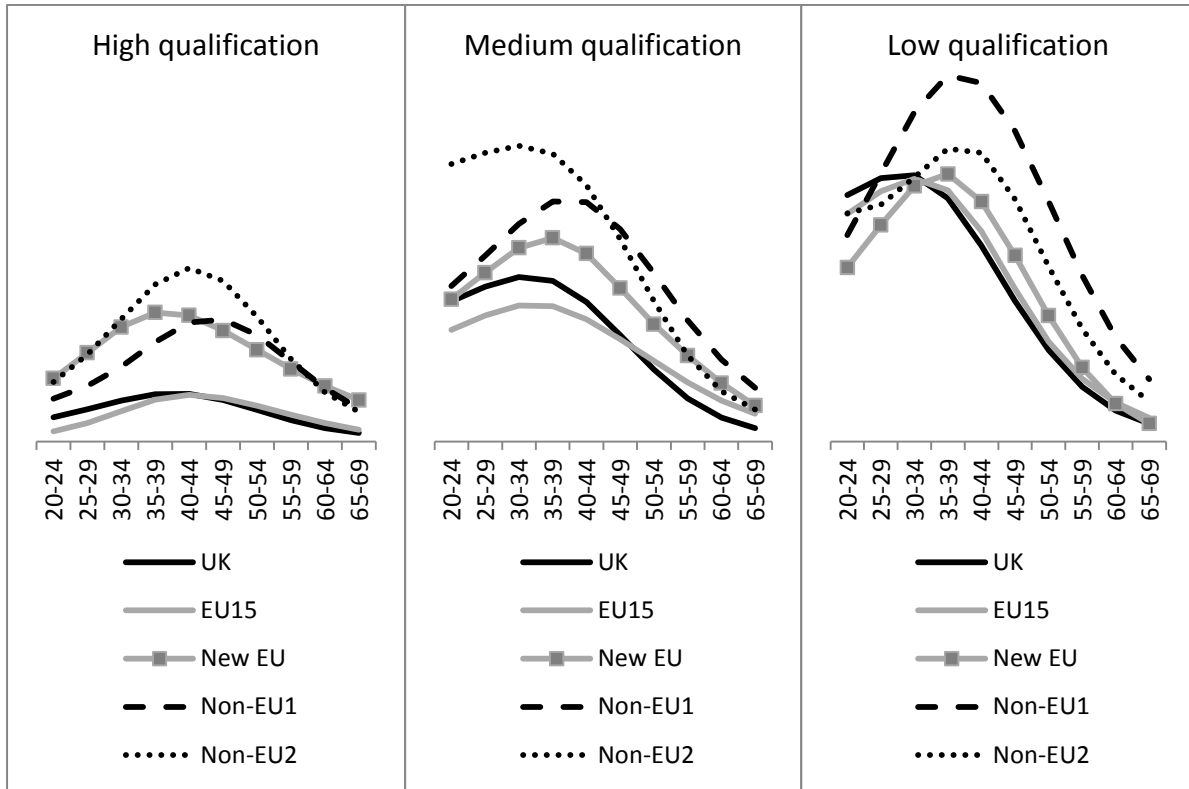 High qualification
20-24
25-29
30-34
35-39
40-44
45-49
50-54
55-59
60-64
65-69
UK
EU15
New EU
Non-EU1
Non-EU2
Medium qualification
20-24
25-29
30-34
35-39
40-44
45-49
50-54
55-59
60-64
65-69
UK
EU15
New EU
Non-EU1
Non-EU2
Low qualification
20-24
25-29
30-34
35-39
40-44
45-49
50-54
55-59
60-64
65-69
UK
EU15
New EU
Non-EU1
Non-EU2